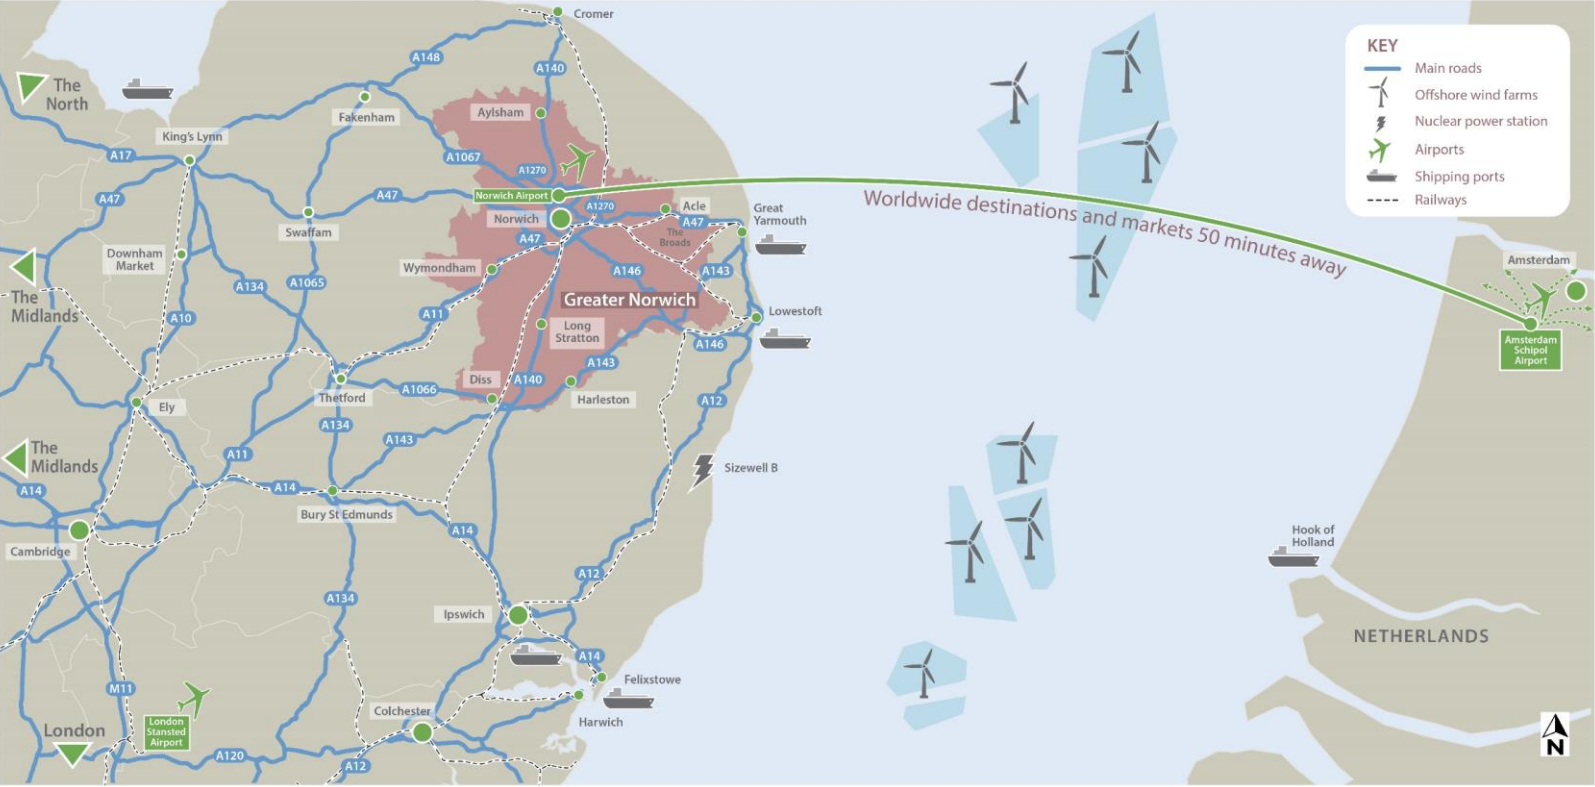 Cromer
KEY
Main roads
Offshore wind farms
Nuclear power station
Airports
Shipping ports
Railways
A148
A140
The
North
Fakenham
Aylsham
King's Lynn
A17
A1067
A1270
A47
A47
Norwich Airport
A1270
Acle
Great
Yarmouth
Worldwide destinations and markets 50 minutes away
Norwich
A47
The
Broads
Swaffam
A47
Downham
Market
Wymondham
A146
A143
Amsterdam
A134
A1065
The
Midlands
A10
A11
Greater Norwich
Lowestoft
Long
Stratton
A146
Amsterdam
Schipol
Airport
A143
Diss
A140
A1066
Thetford
Harleston
A12
Ely
A134
A143
The
Midlands
A11
Sizewell B
A14
A14
Bury St Edmunds
A14
Hook of
Holland
Cambridge
A12
A134
Ipswich
NETHERLANDS
A14
Felixstowe
M11
Colchester
Harwich
London
London
Stansted
Airport
A120
A12
N